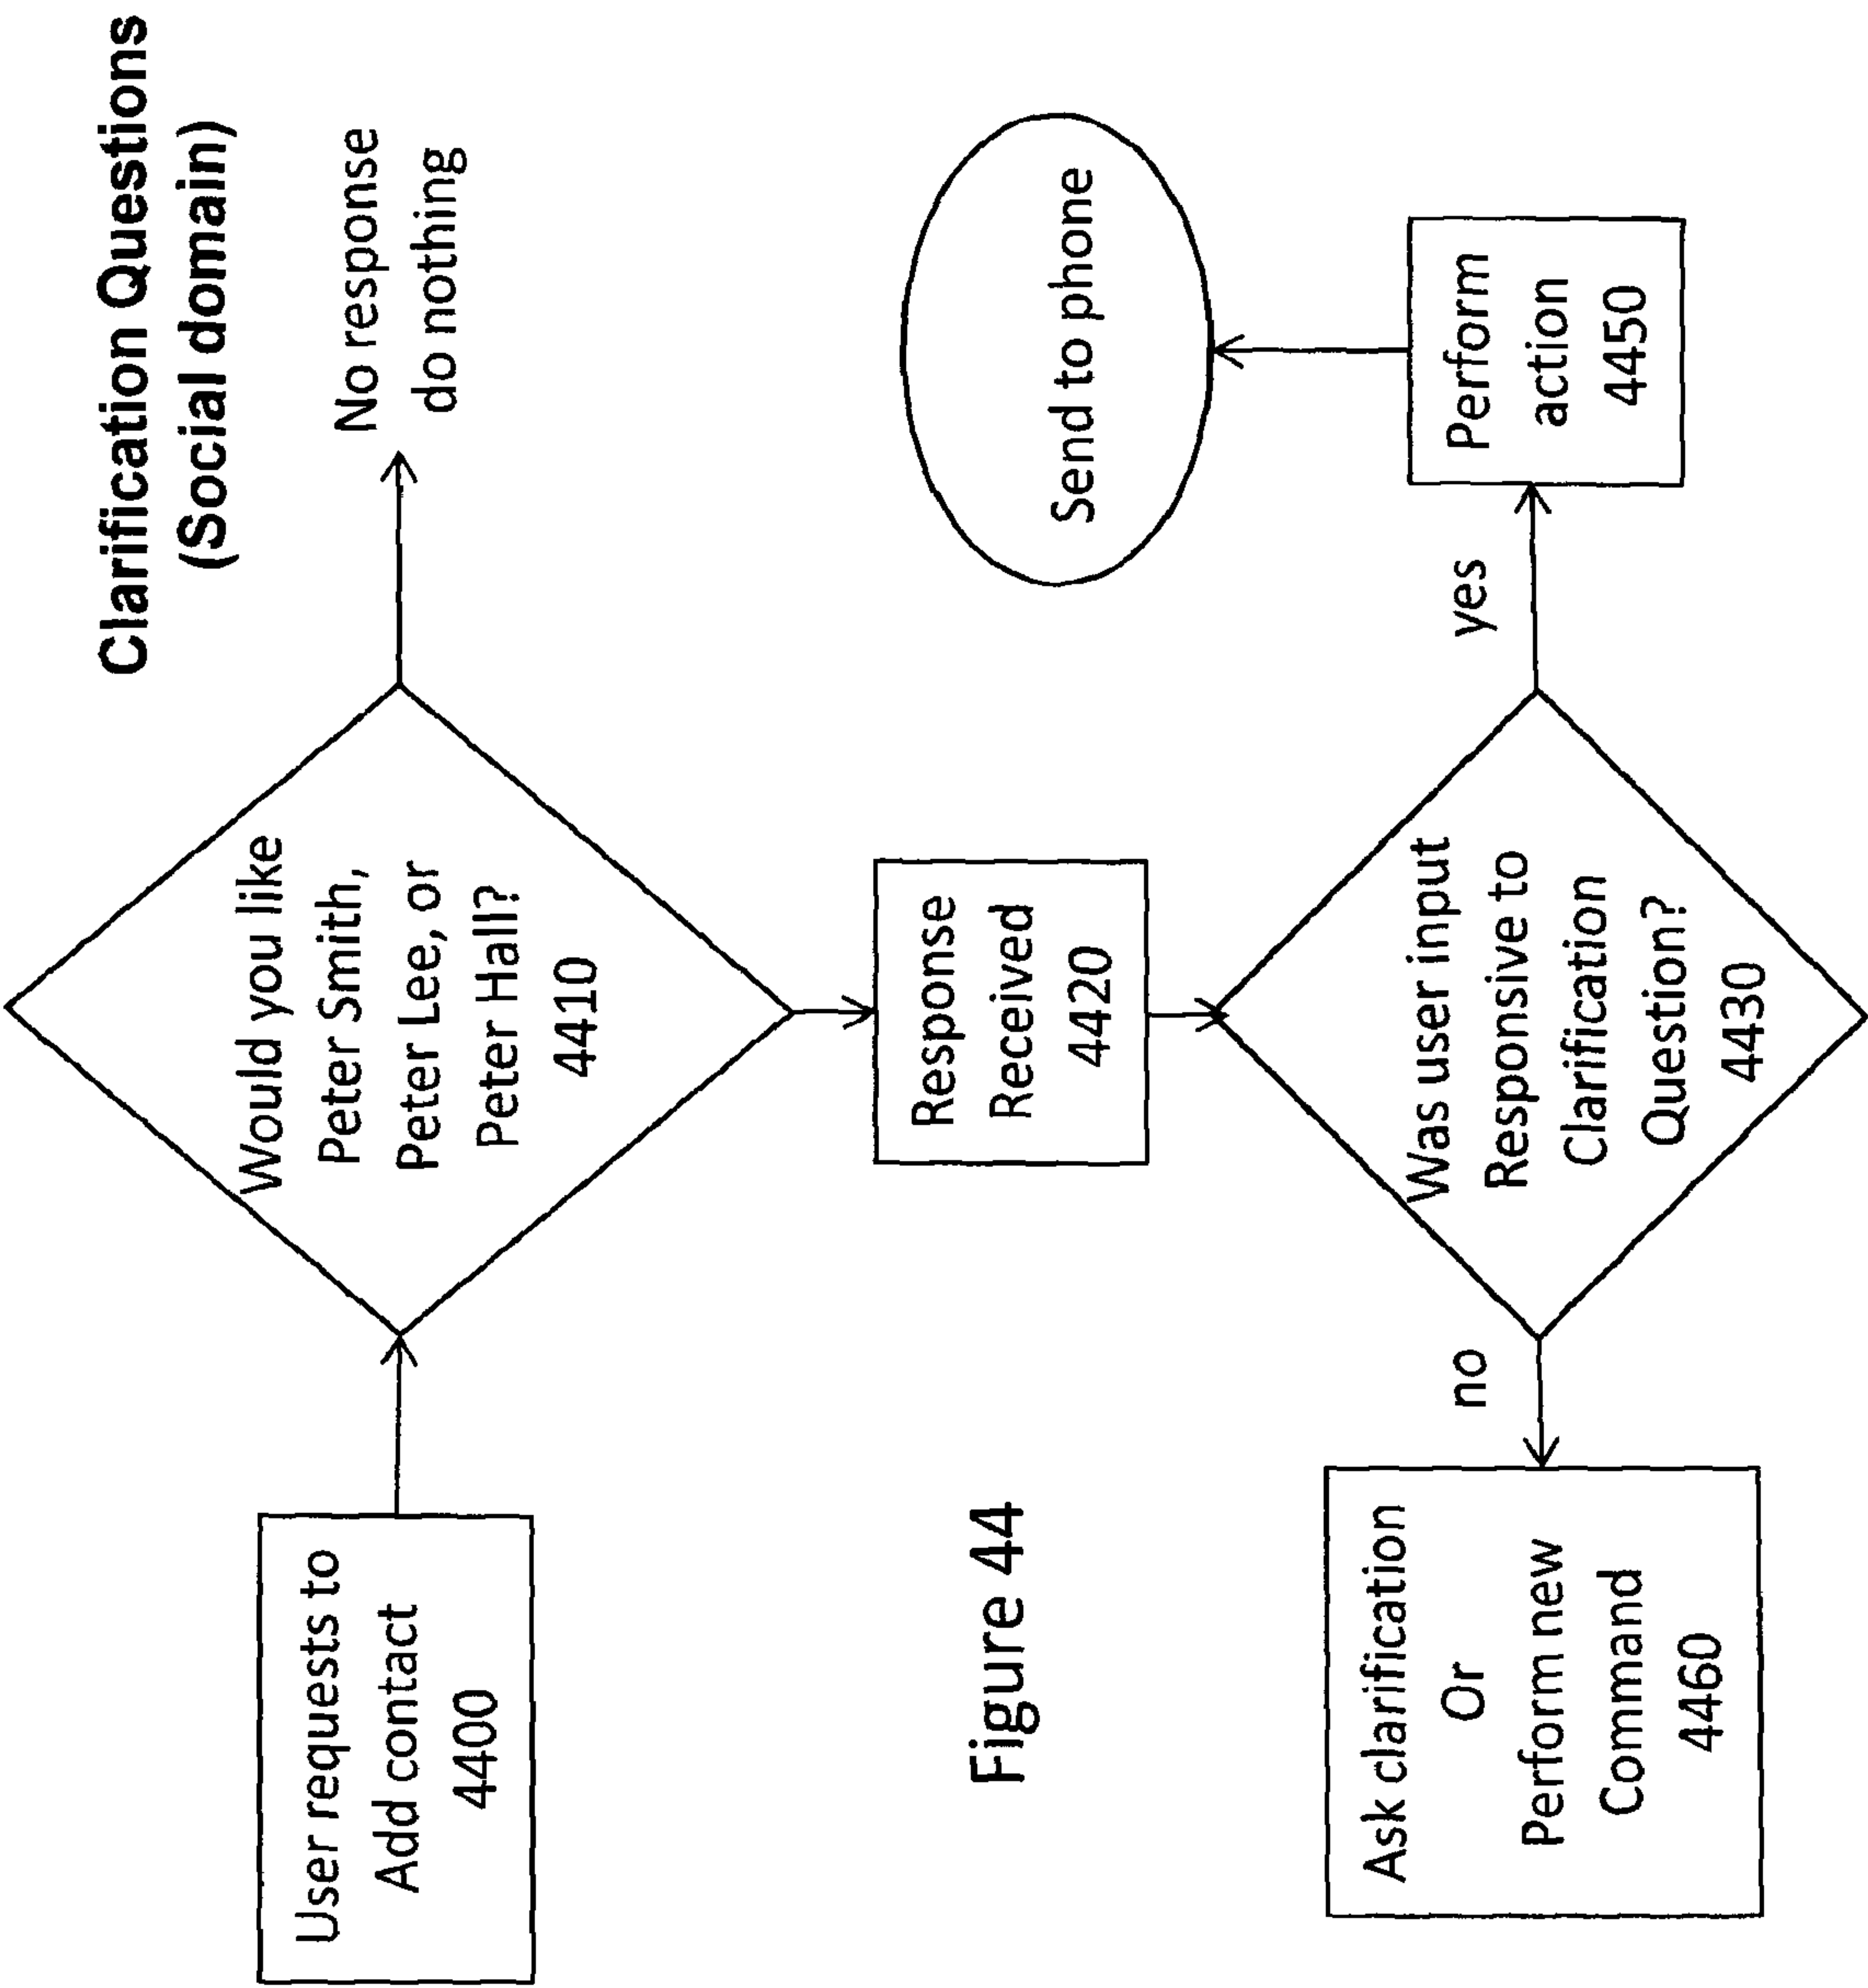 Clarification Questions
(Social domain)
User requests to
Add contact
4400
Would you like
Peter Smith,
Peter Lee, or
Peter Hall?
4410
No response
do nothing
Response
Received
4420
Figure 44
Send to phone
Ask clarification
Or
Perform new
Command
4460
no
Was user input
Responsive to
Clarification
Question?
4430
yes
Perform
action
4450